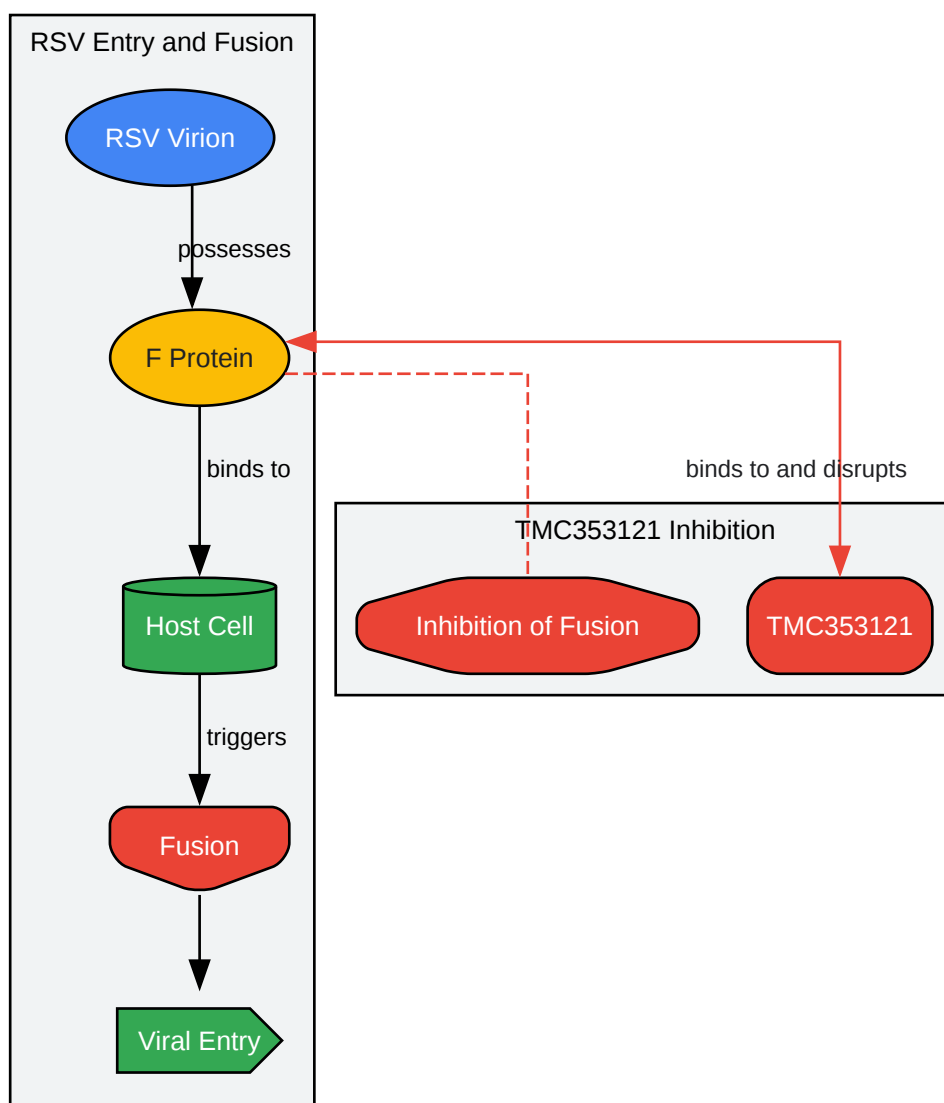 RSV Entry and Fusion
RSV Virion
possesses
F Protein
binds to
binds to and disrupts
TMC353121 Inhibition
Host Cell
Inhibition of Fusion
TMC353121
triggers
Fusion
Viral Entry